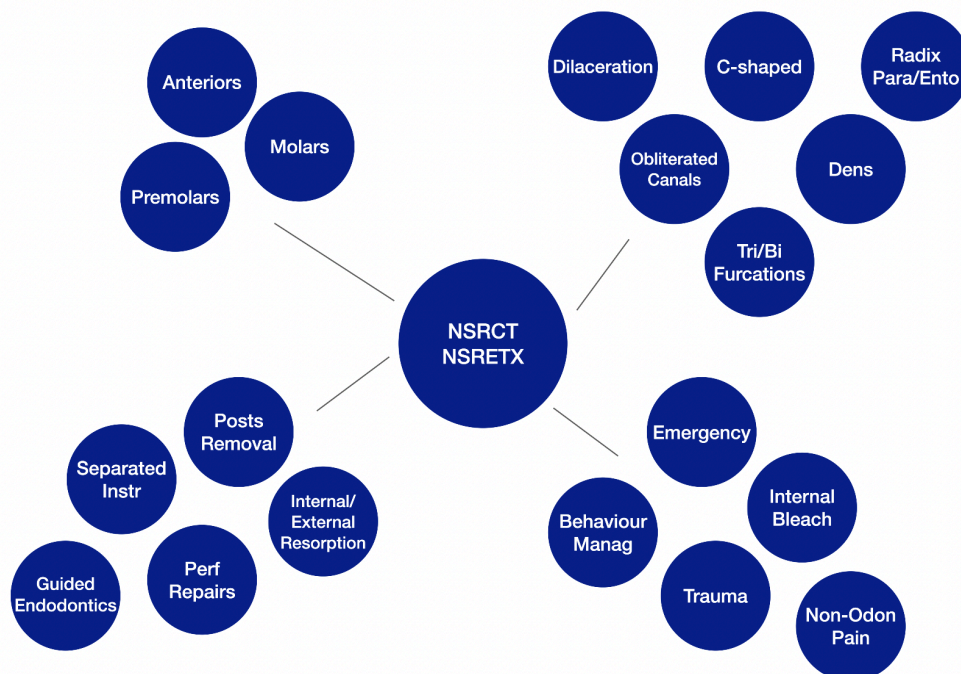 Anteriors
Molars
Premolars
Dilaceration
C-shaped
Radix
Para/Ento
Obliterated
Canals
Dens
Tri/Bi
Furcations
NSRCT
NSRETX
Posts
Removal
Separated
Instr
Internal/
External
Resorption
Guided
Endodontics
Perf
Repairs
Emergency
Internal
Bleach
Behaviour
Manag
Trauma
Non-Odon
Pain